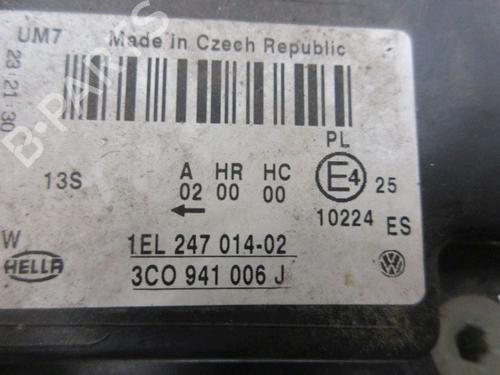 UM7 Made in Czech Republic
23:21:30
B-PARTS
PL
13S
A HR HC
02 00 00
E4 25
10224 ES
W
1EL 247 014-02
HELLA
3C0 941 006 J
VW